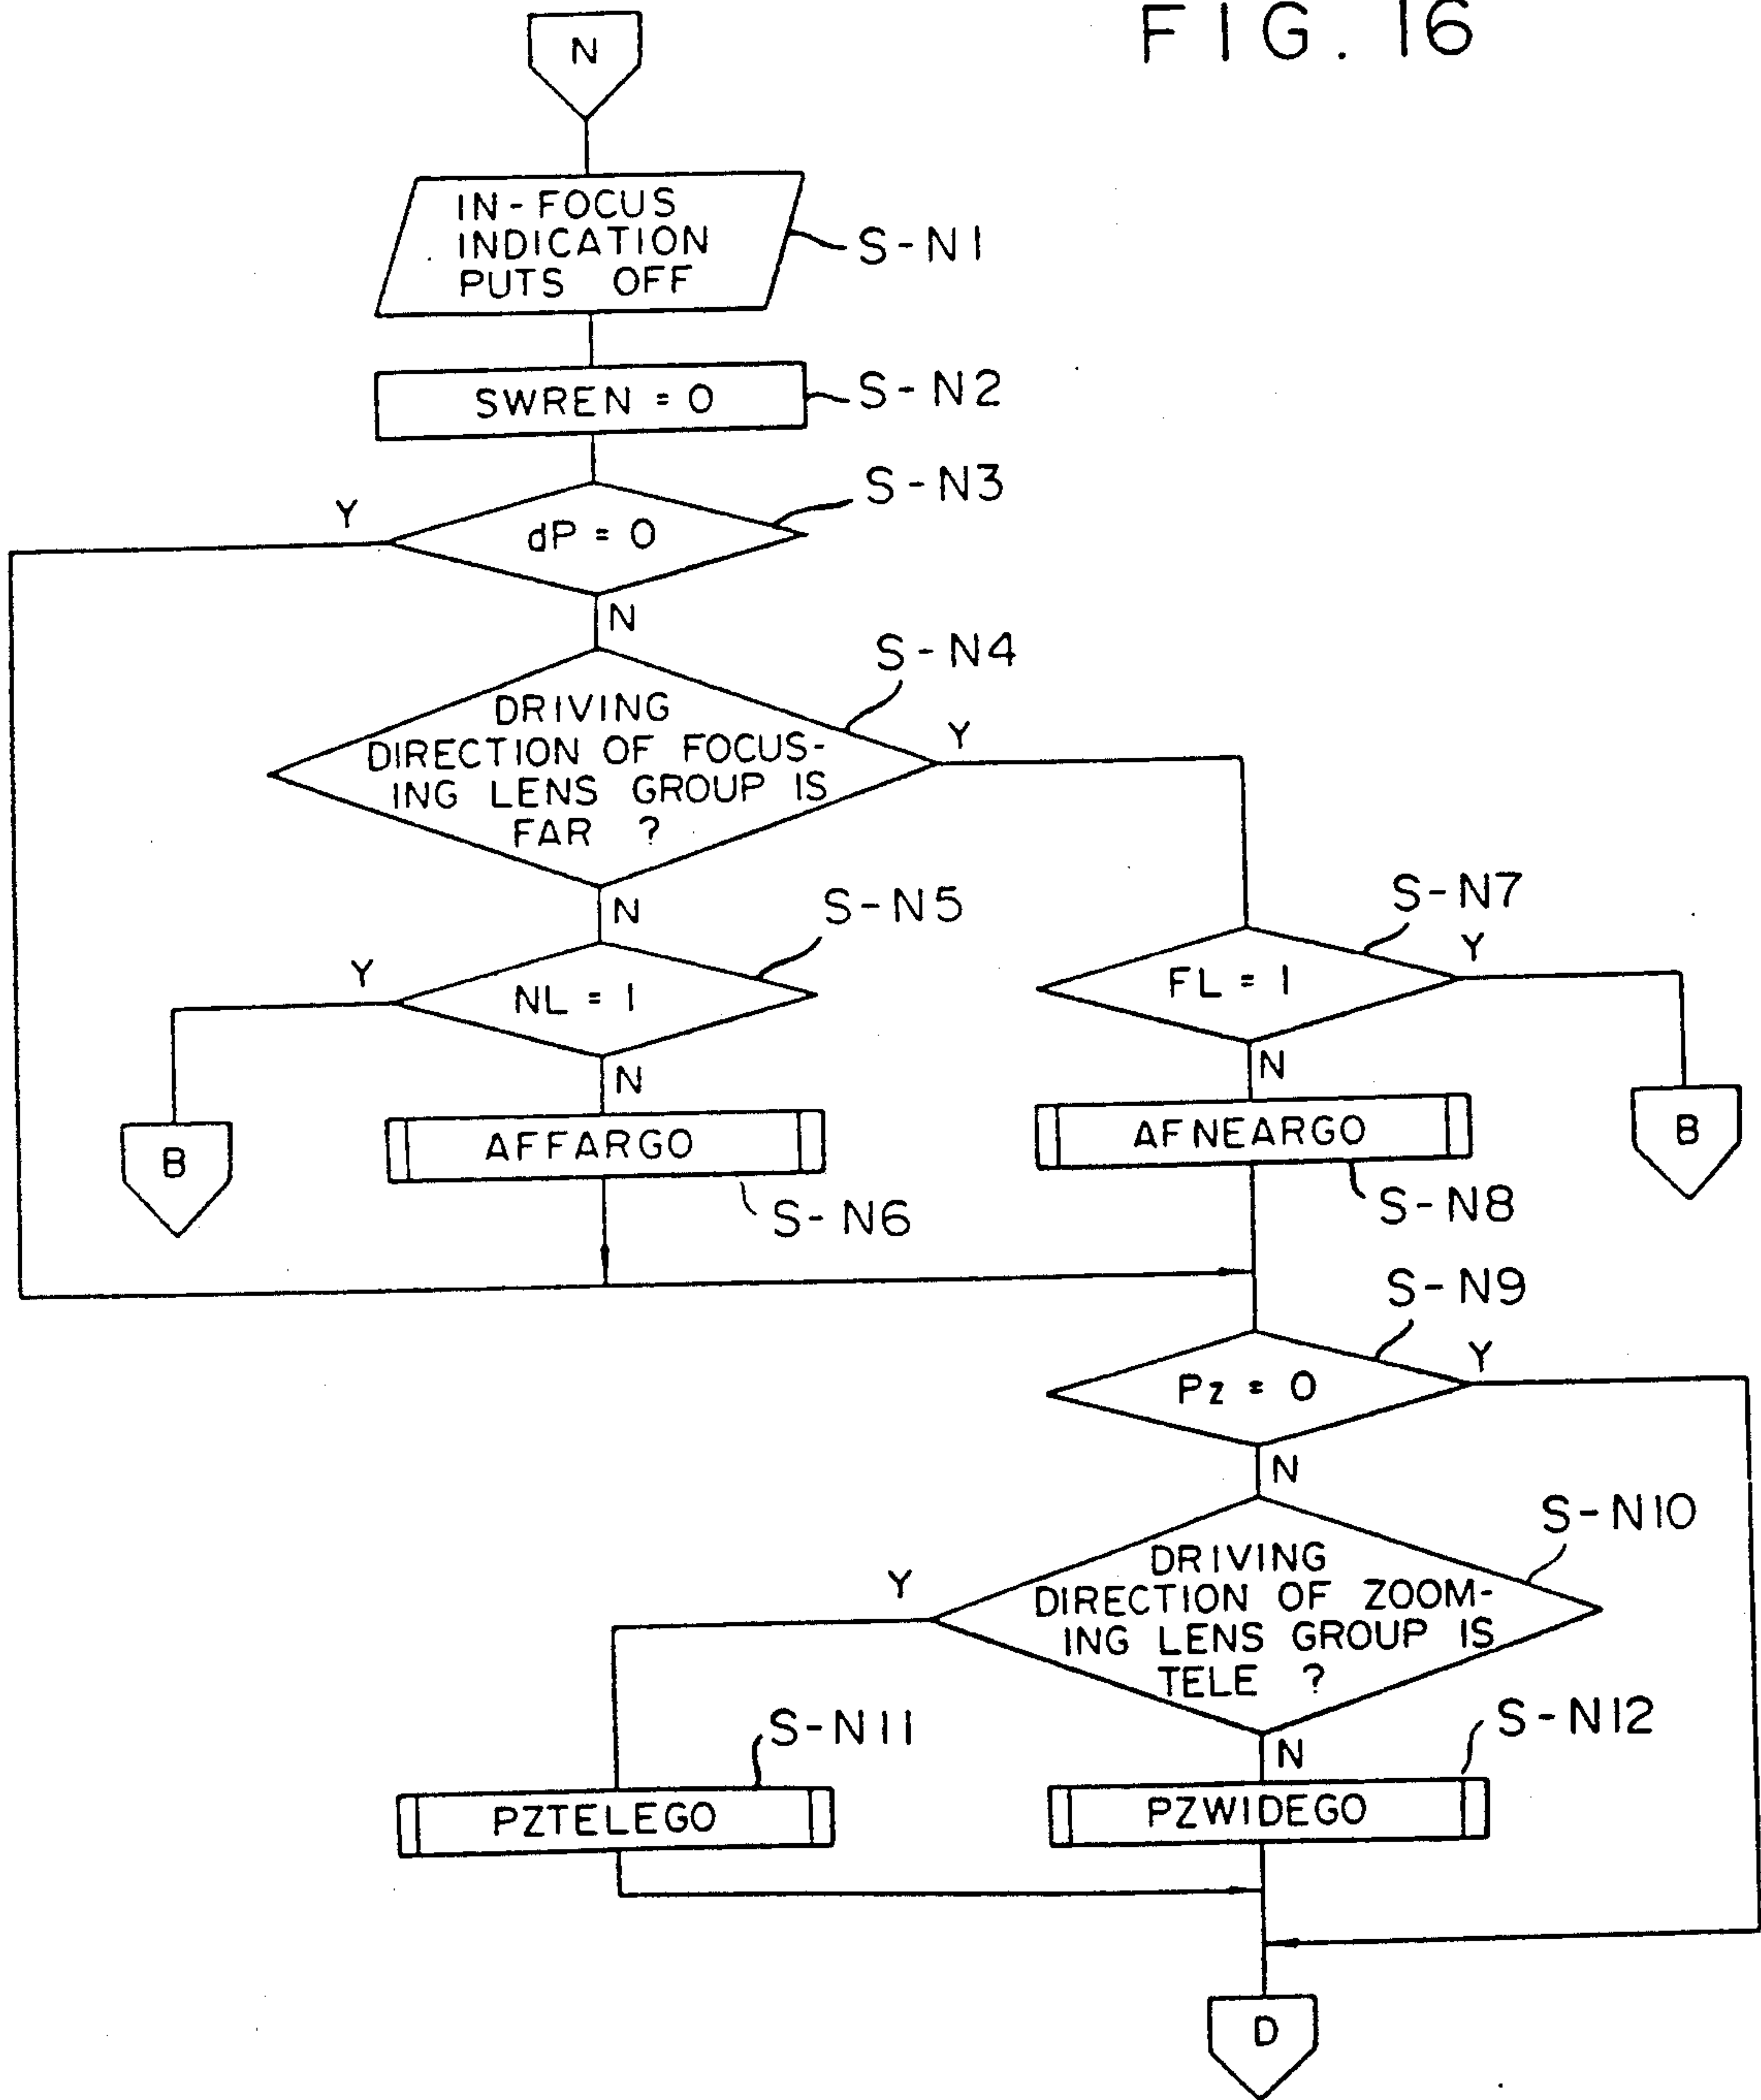 FIG. 16
N
IN-FOCUS
INDICATION
PUTS OFF
S-N1
SWREN = 0
S-N2
S-N3
Y
dP = 0
N
S-N4
DRIVING
DIRECTION OF FOCUS-
ING LENS GROUP IS
FAR ?
Y
N
S-N5
S-N7
Y
NL = 1
FL = 1
Y
N
N
B
AFFARGO
AFNEARGO
B
S-N6
S-N8
S-N9
Pz = 0
Y
N
S-N10
DRIVING
DIRECTION OF ZOOM-
ING LENS GROUP IS
TELE ?
Y
N
S-N11
S-N12
PZTELEGO
PZWIDEGO
D